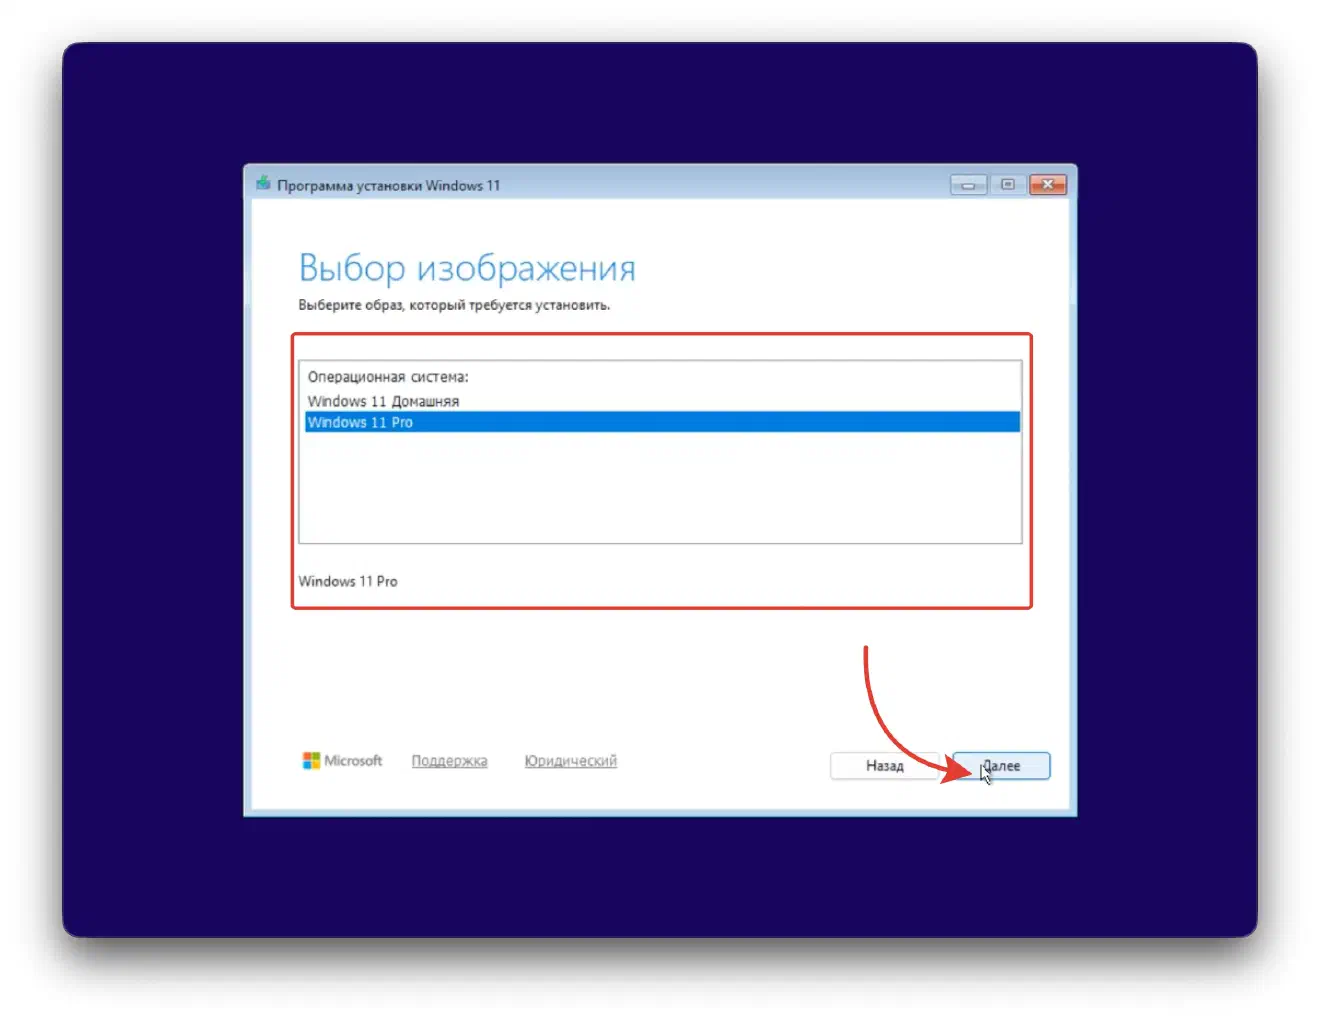 Программа установки Windows 11
Выбор изображения
Выберите образ, который требуется установить.
Операционная система:
Windows 11 Домашняя
Windows 11 Pro
Windows 11 Pro
Microsoft Поддержка Юридический Назад Далее